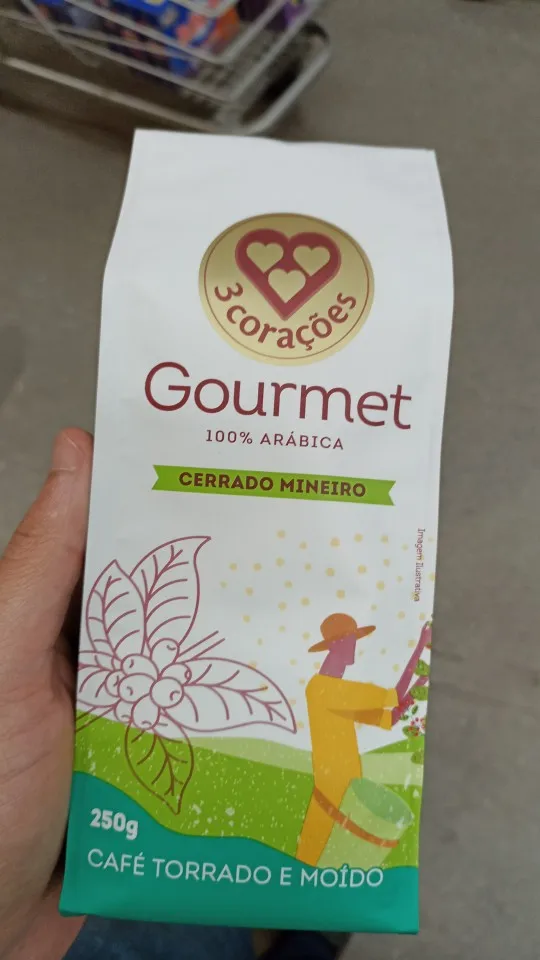 3 corações
Gourmet
100% ARÁBICA
CERRADO MINEIRO
Imagem Ilustrativa
250g
CAFÉ TORRADO E MOÍDO